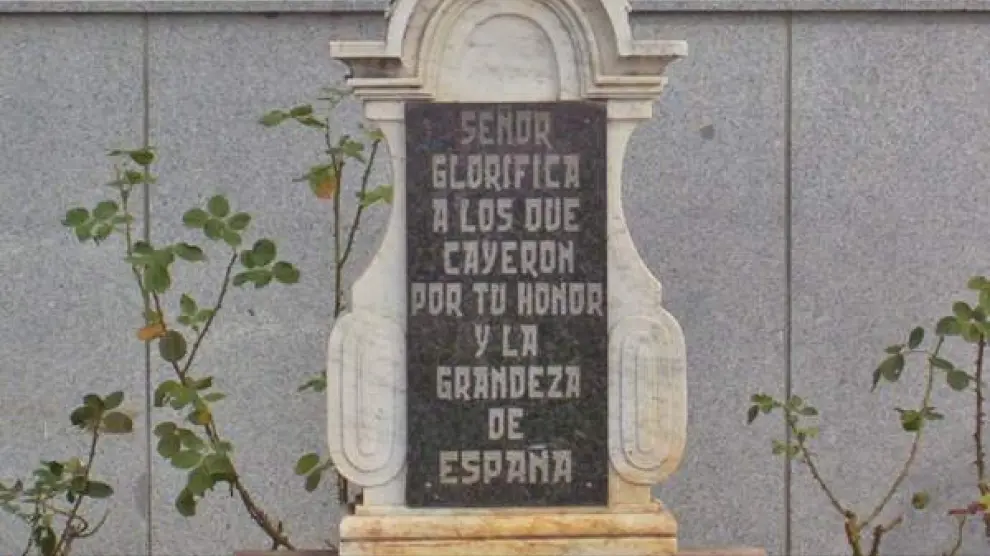 SEÑOR
GLORIFICA
A LOS QUE
CAYERON
POR TU HONOR
Y LA
GRANDEZA
DE
ESPAÑA